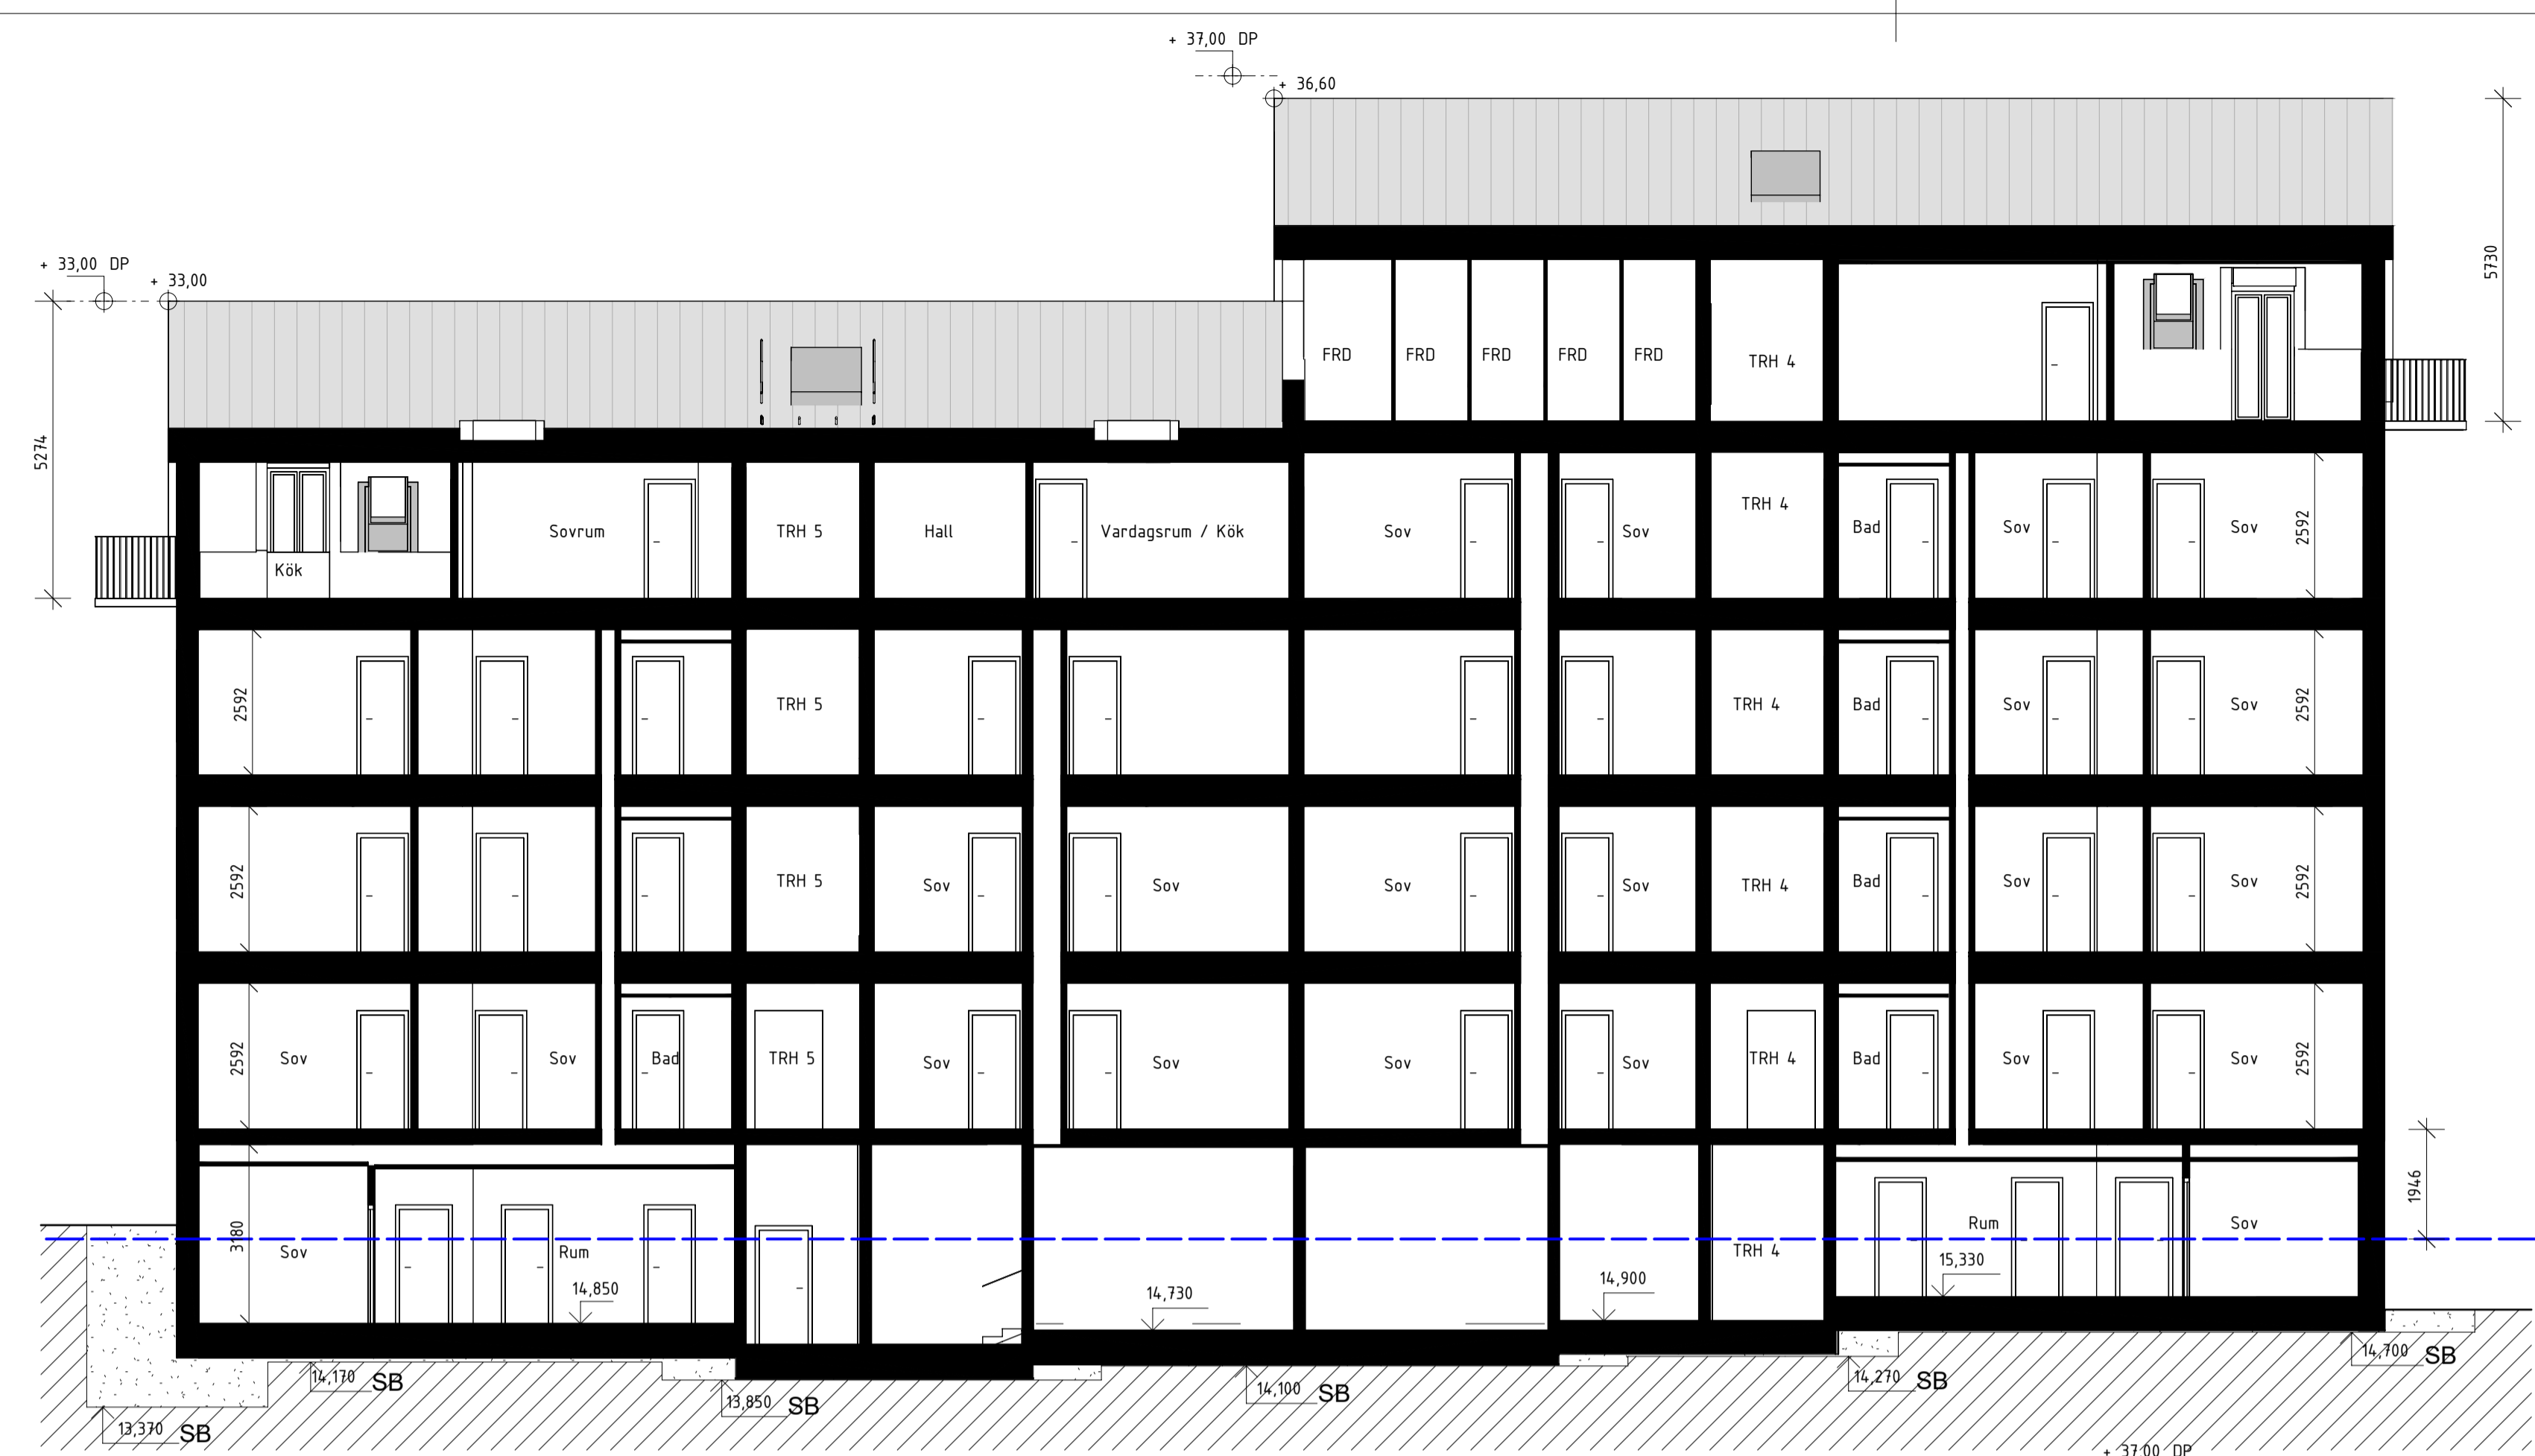 + 37,00 DP
+ 36,60
+ 33,00 DP
+ 33,00
5730
5274
FRD
FRD
FRD
FRD
FRD
TRH 4
Kök
Sovrum
TRH 5
Hall
Vardagsrum / Kök
Sov
Sov
TRH 4
Bad
Sov
Sov
2592
2592
TRH 5
TRH 4
Bad
Sov
Sov
2592
2592
TRH 5
Sov
Sov
Sov
Sov
TRH 4
Bad
Sov
Sov
2592
2592
Sov
Sov
Bad
TRH 5
Sov
Sov
Sov
Sov
TRH 4
Bad
Sov
Sov
2592
1946
3180
Sov
Rum
14,850
14,730
14,900
TRH 4
15,330
Rum
Sov
14,170 SB
13,370 SB
13,850 SB
14,100 SB
14,270 SB
14,700 SB
+ 37,00 DP